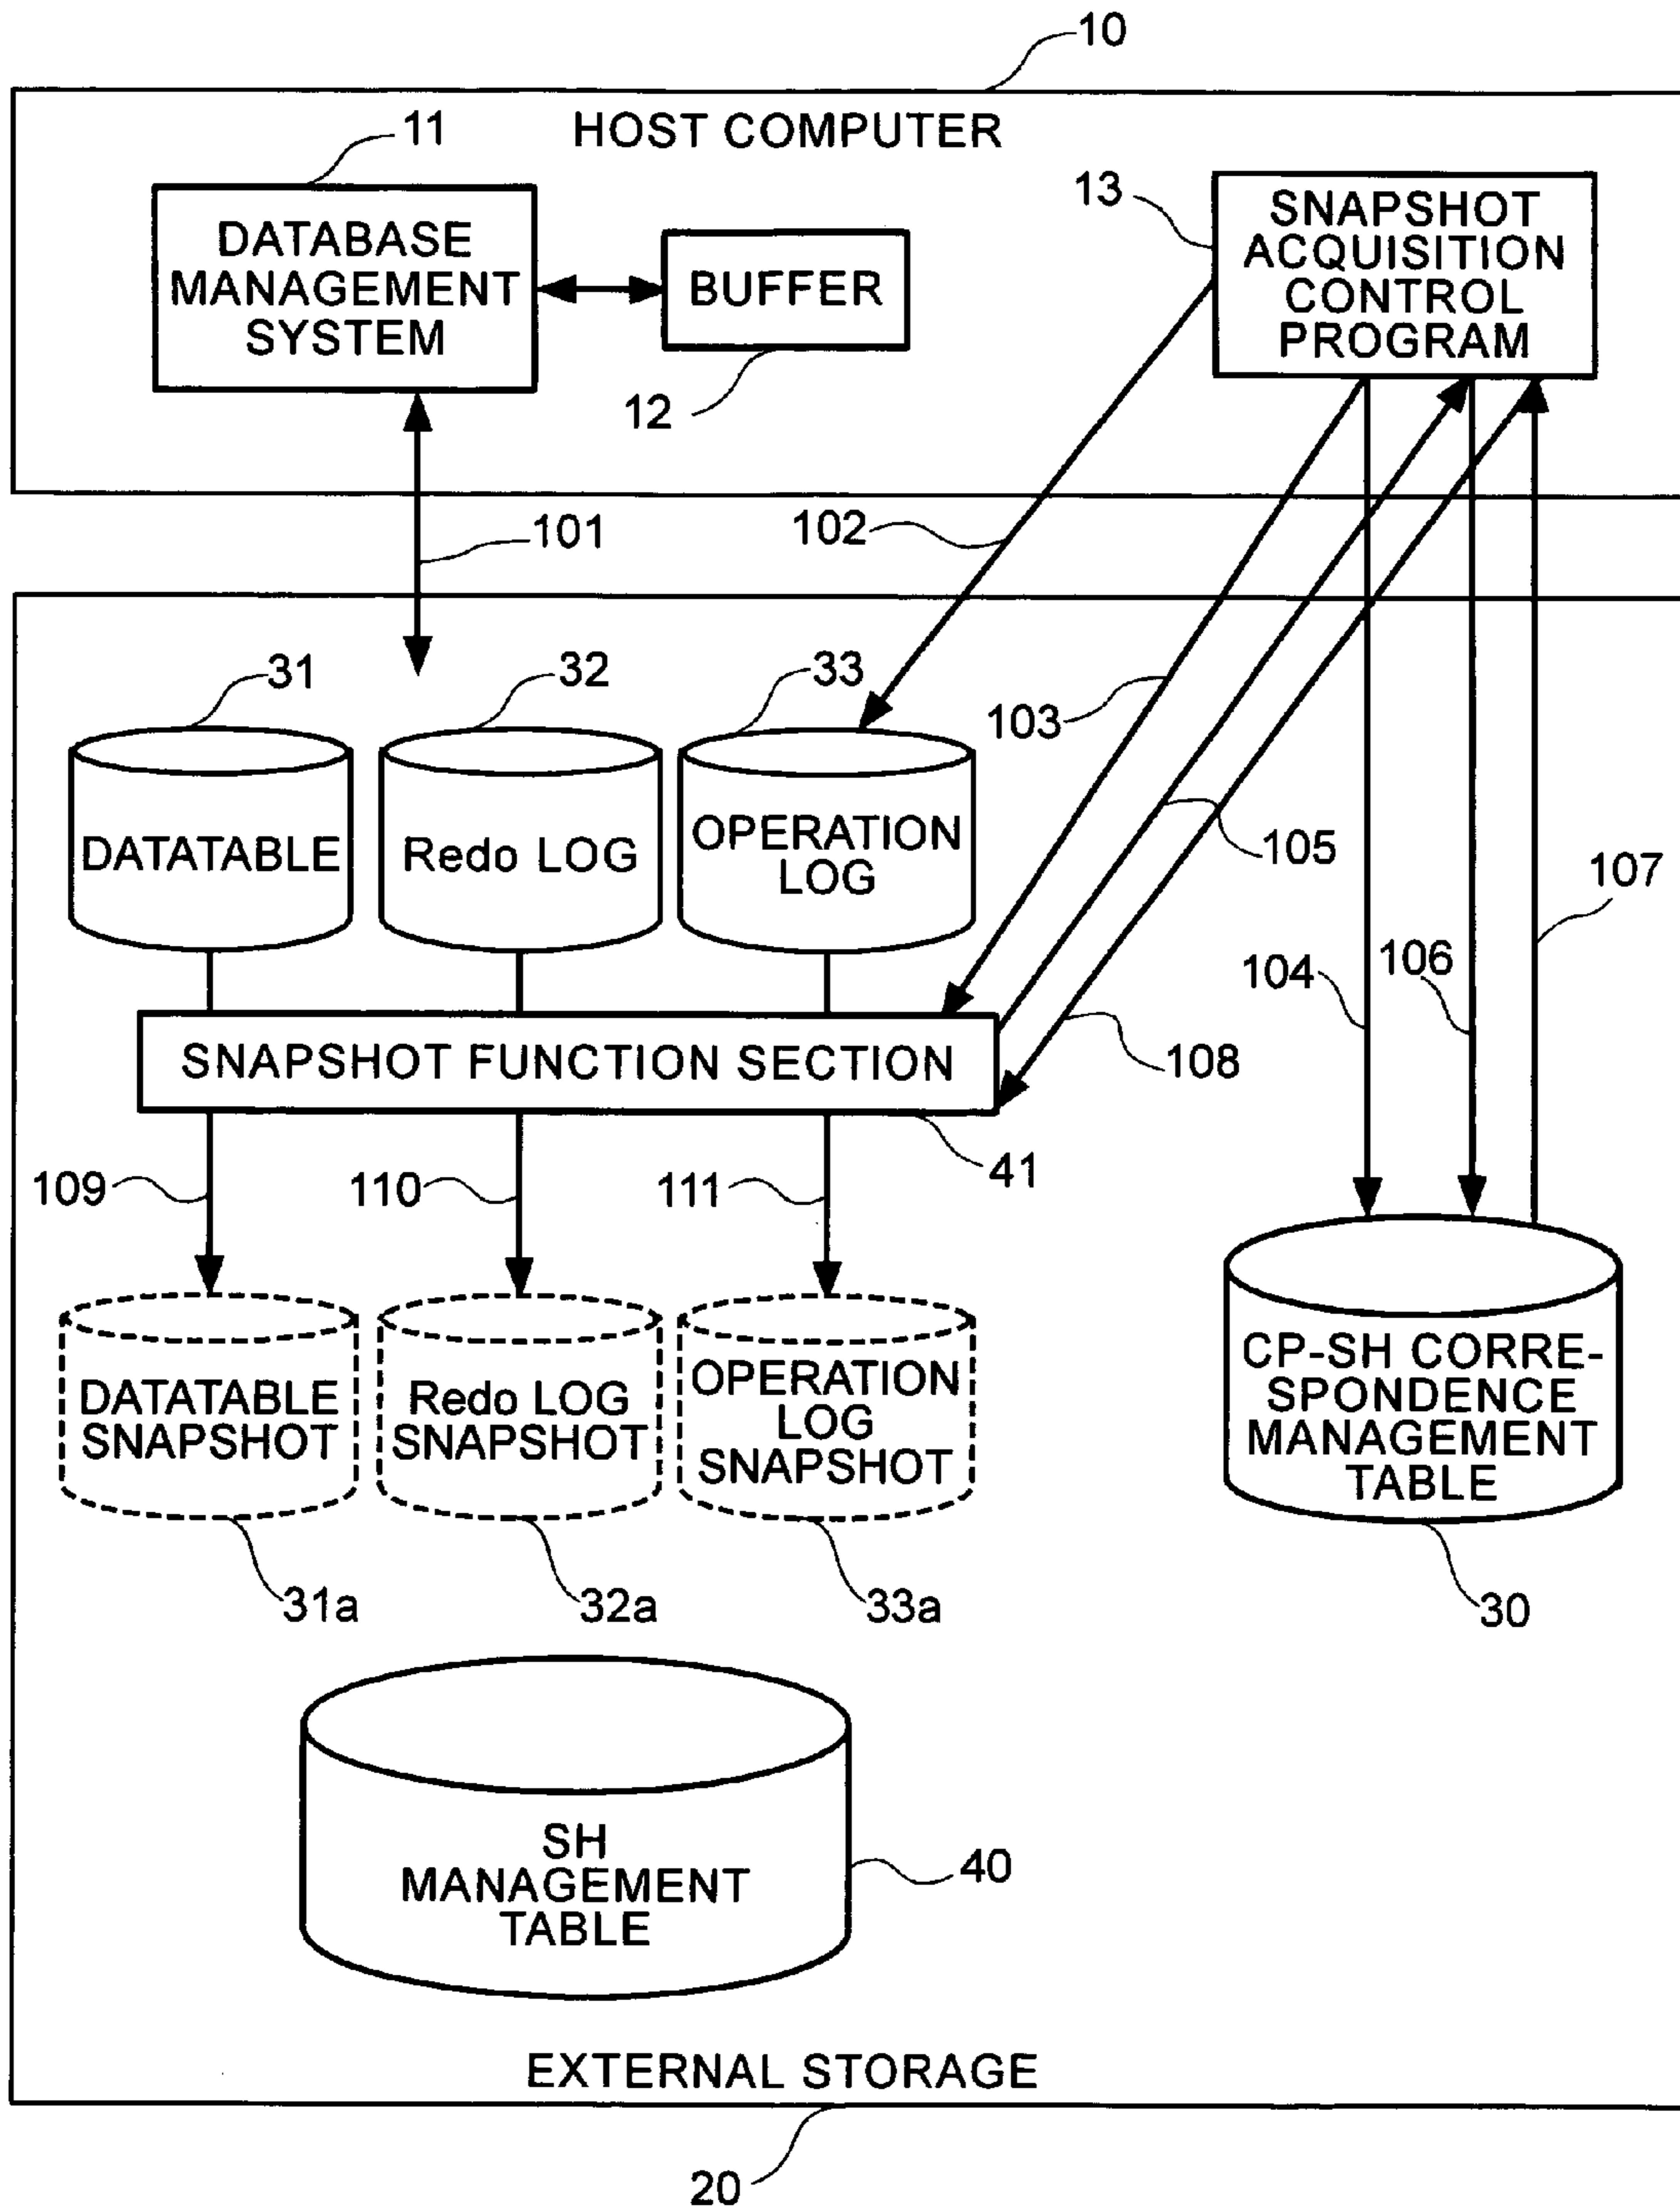 10
HOST COMPUTER
11
DATABASE
MANAGEMENT
SYSTEM
BUFFER
12
13
SNAPSHOT
ACQUISITION
CONTROL
PROGRAM
101
102
31
32
33
103
DATATABLE
Redo LOG
OPERATION
LOG
105
107
104
106
SNAPSHOT FUNCTION SECTION
108
41
109
110
111
DATATABLE
SNAPSHOT
Redo LOG
SNAPSHOT
OPERATION
LOG
SNAPSHOT
CP-SH CORRE-
SPONDENCE
MANAGEMENT
TABLE
31a
32a
33a
30
SH
MANAGEMENT
TABLE
40
EXTERNAL STORAGE
20